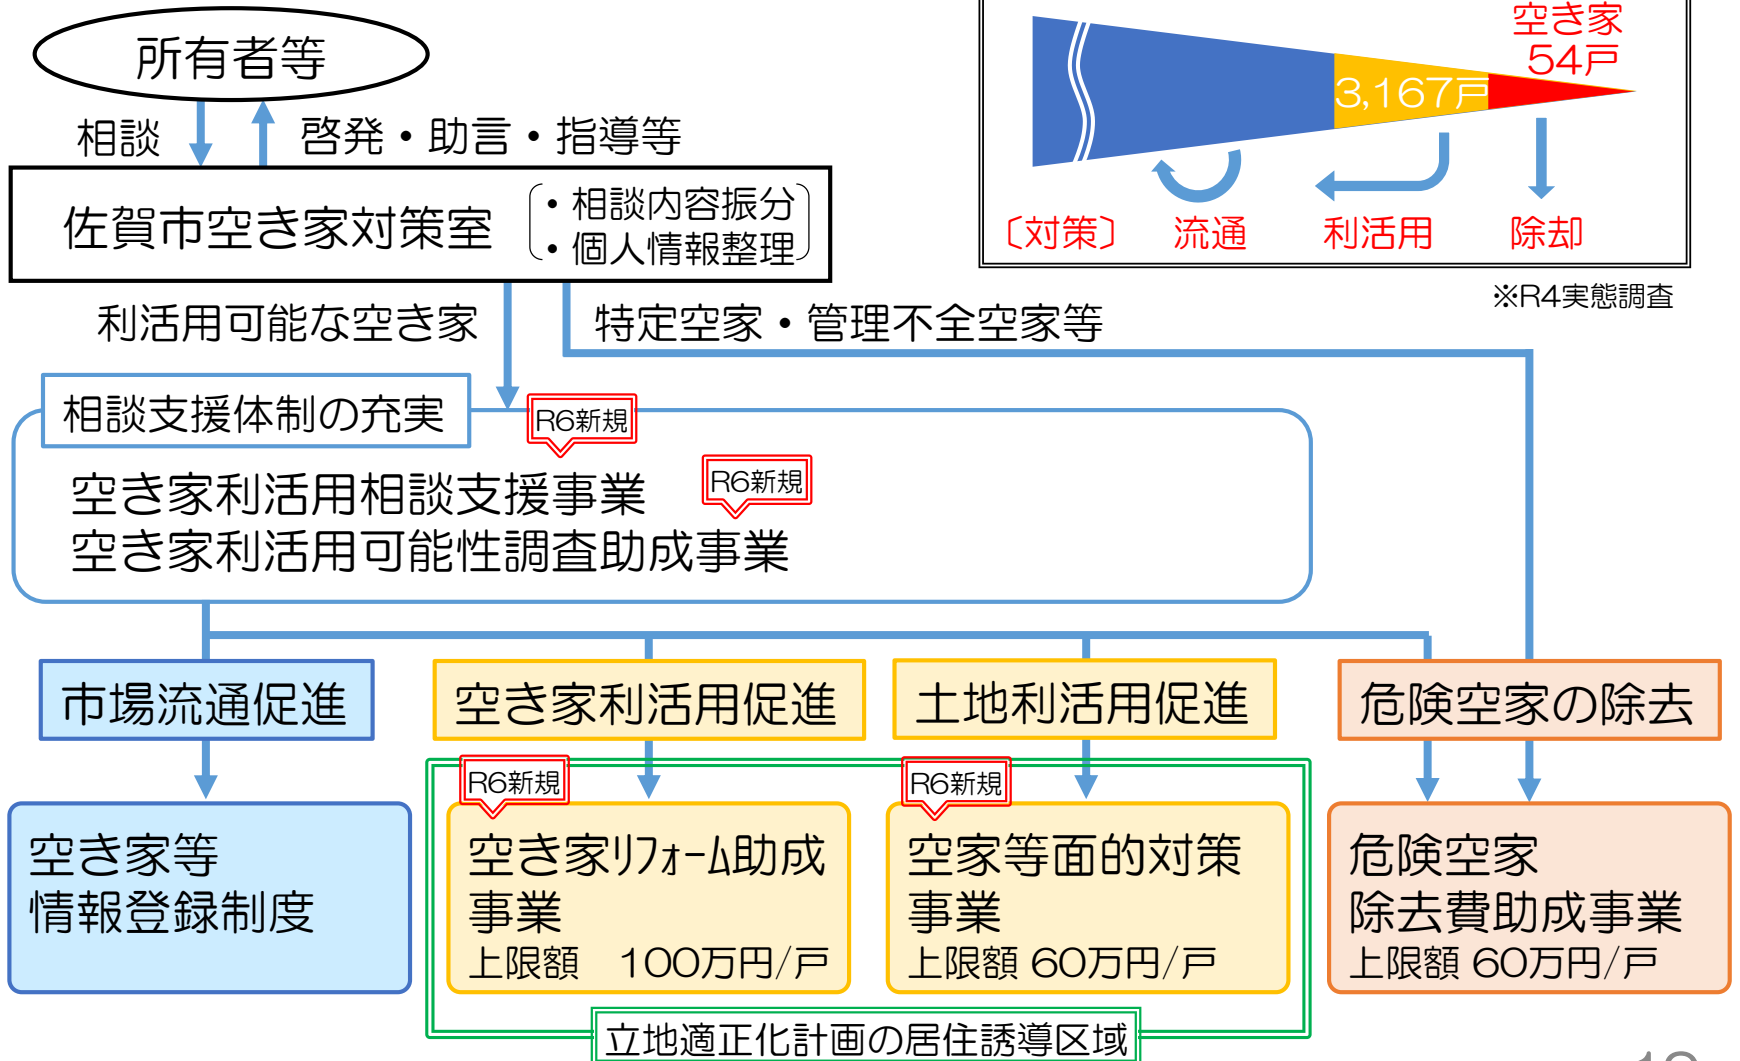 所有者等
相談
啓発・助言・指導等
佐賀市空き家対策室
・相談内容振分
・個人情報整理
空き家
54戸
3,167戸
〔対策〕 流通 利活用 除却
※R4実態調査
利活用可能な空き家
特定空家・管理不全空家等
相談支援体制の充実
R6新規
空き家利活用相談支援事業
R6新規
空き家利活用可能性調査助成事業
市場流通促進
空き家利活用促進
土地利活用促進
危険空家の除去
空き家等
情報登録制度
R6新規
空き家リフォーム助成
事業
上限額 100万円/戸
R6新規
空家等面的対策
事業
上限額 60万円/戸
危険空家
除去費助成事業
上限額 60万円/戸
立地適正化計画の居住誘導区域